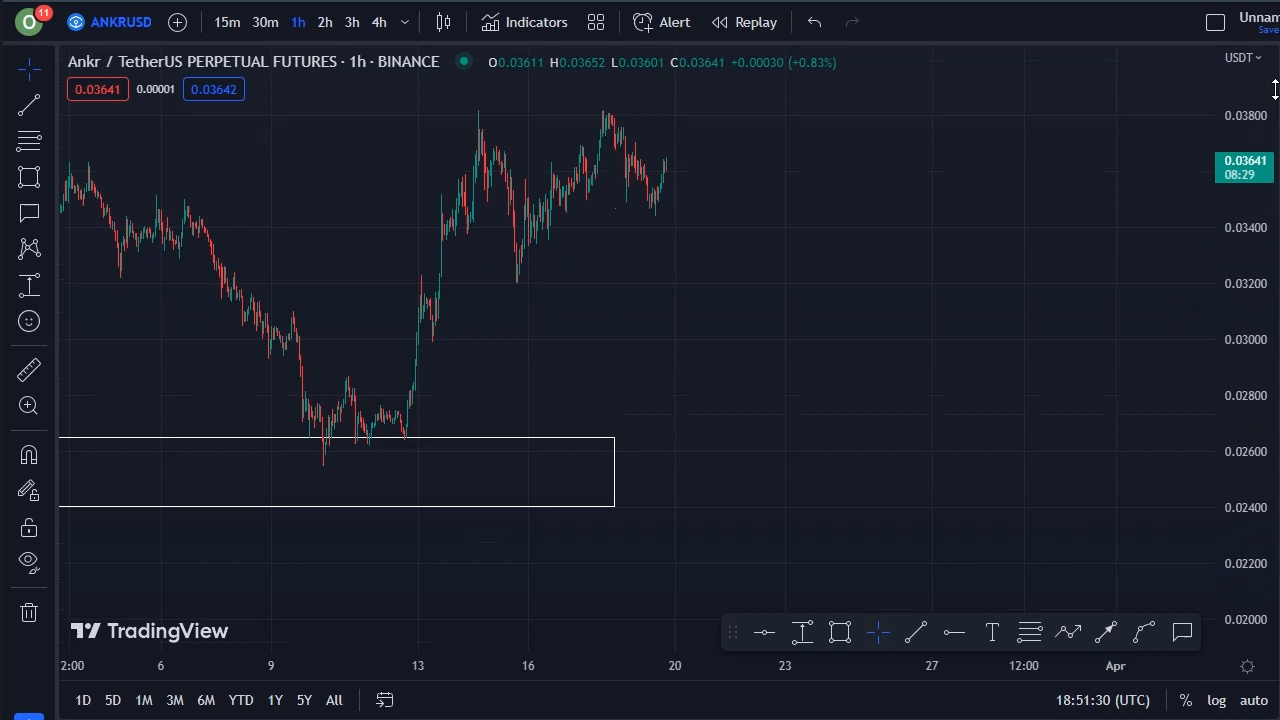 O 11 ANKRUSD 15m 30m 1h 2h 3h 4h Indicators Alert Replay Unnam
Save
Ankr / TetherUS PERPETUAL FUTURES · 1h · BINANCE O0.03611 H0.03652 L0.03601 C0.03641 +0.00030 (+0.83%) USDT
0.03641 0.00001 0.03642
0.03800
0.03641
08:29
0.03400
0.03200
0.03000
0.02800
0.02600
0.02400
0.02200
0.02000
TradingView
T
2:00 6 9 13 16 20 23 27 12:00 Apr
1D 5D 1M 3M 6M YTD 1Y 5Y All 18:51:30 (UTC) % log auto